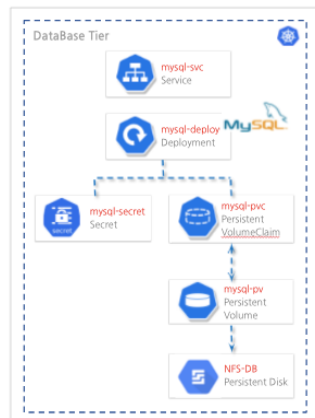 DataBase Tier
mysql-svc
Service
mysql-deploy
Deployment
MySQL
mysql-secret
Secret
secret
mysql-pvc
Persistent
VolumeClaim
mysql-pv
Persistent
Volume
NFS-DB
Persistent Disk